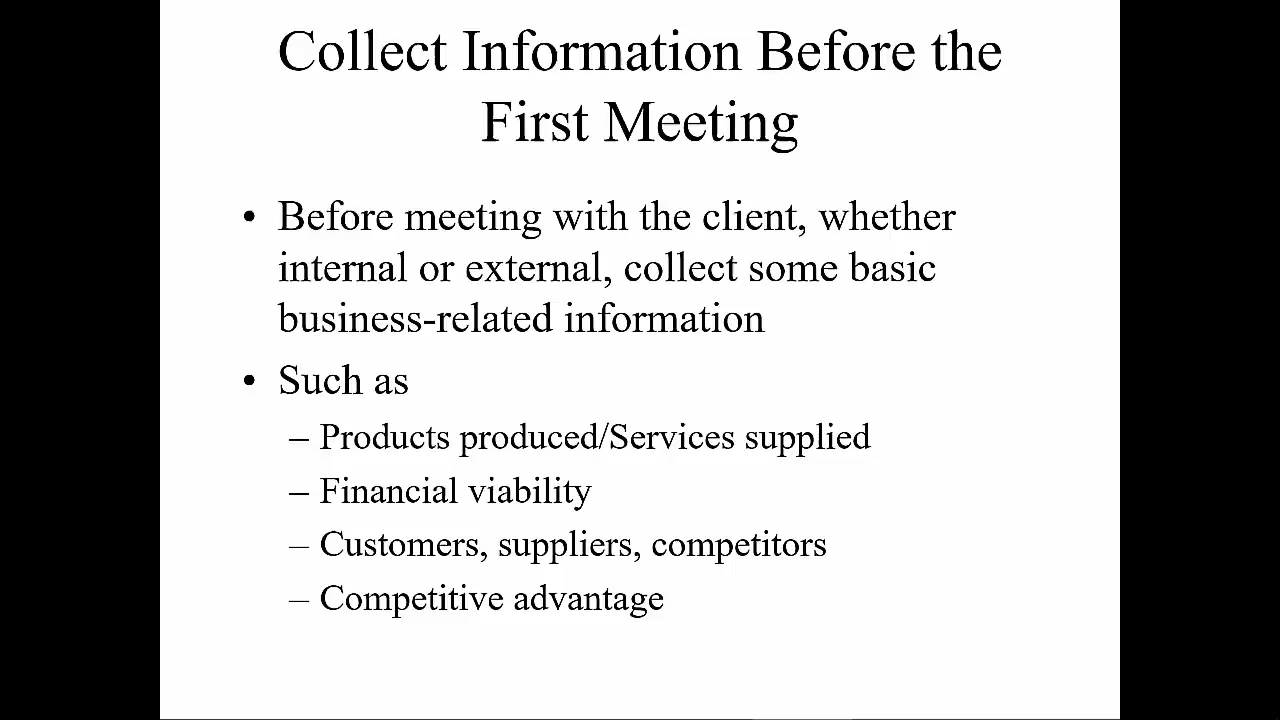 Collect Information Before the
First Meeting
• Before meeting with the client, whether
internal or external, collect some basic
business-related information
• Such as
– Products produced/Services supplied
– Financial viability
– Customers, suppliers, competitors
– Competitive advantage